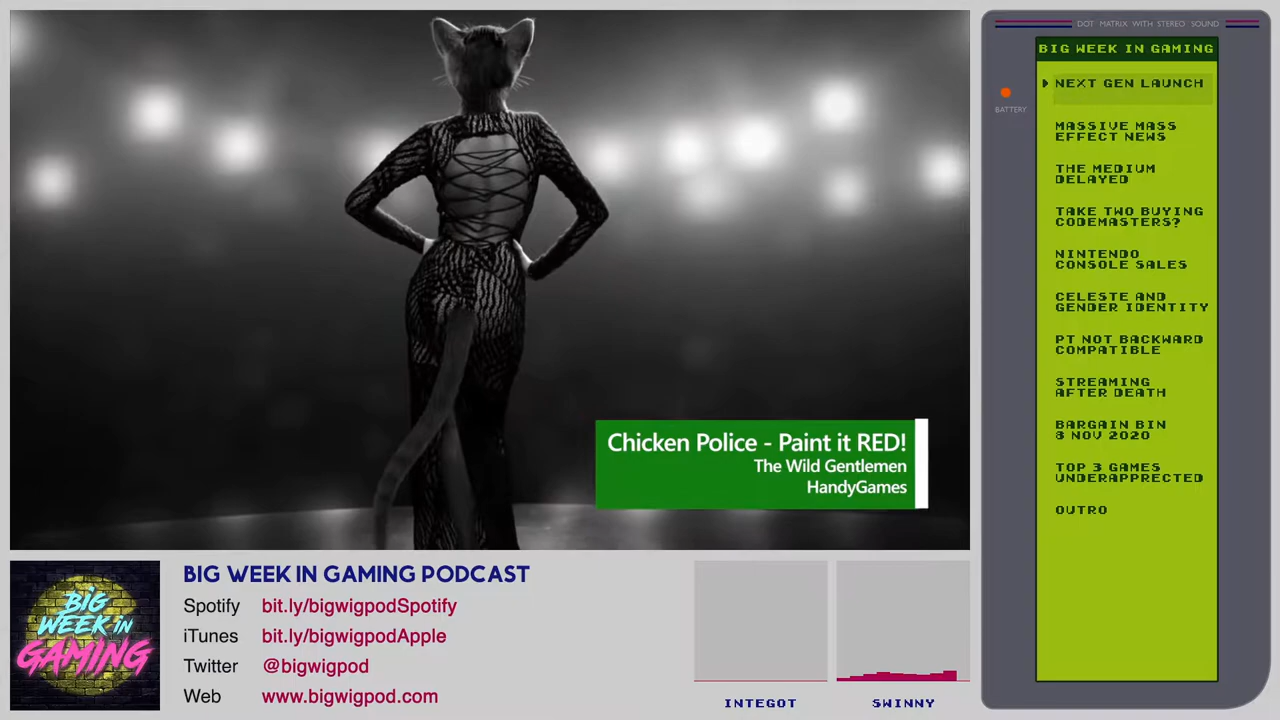 DOT MATRIX WITH STEREO SOUND
BIG WEEK IN GAMING
NEXT GEN LAUNCH
BATTERY
MASSIVE MASS
EFFECT NEWS
THE MEDIUM
DELAYED
TAKE TWO BUYING
CODEMASTERS?
NINTENDO
CONSOLE SALES
CELESTE AND
GENDER IDENTITY
PT NOT BACKWARD
COMPATIBLE
STREAMING
AFTER DEATH
BARGAIN BIN
8 NOV 2020
TOP 3 GAMES
UNDERAPPRECTED
OUTRO
Chicken Police - Paint it RED!
The Wild Gentlemen
HandyGames
BIG
WEEK IN
GAMING
BIG WEEK IN GAMING PODCAST
Spotify bit.ly/bigwigpodSpotify
iTunes bit.ly/bigwigpodApple
Twitter @bigwigpod
Web www.bigwigpod.com
INTEGOT
SWINNY